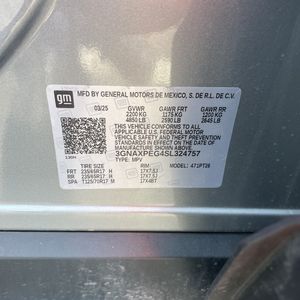 gm
MFD BY GENERAL MOTORS DE MEXICO, S. DE R.L. DE C.V.
03/25 GVWR GAWR FRT GAWR RR
2200 KG 1175 KG 1200 KG
4850 LB 2590 LB 2645 LB
THIS VEHICLE CONFORMS TO ALL
APPLICABLE U.S. FEDERAL MOTOR
VEHICLE SAFETY AND THEFT
PREVENTION STANDARDS IN EFFECT ON
THE DATE OF MANUFACTURE SHOWN ABOVE.
3GNAXPEG4SL324757
TYPE: MPV MODEL: 471PT26
TIRE SIZE RIM
FRT 235/65R17 H 17X7.5J
RR 235/65R17 H 17X7.5J
SPA T125/70R17 M 17X4BT